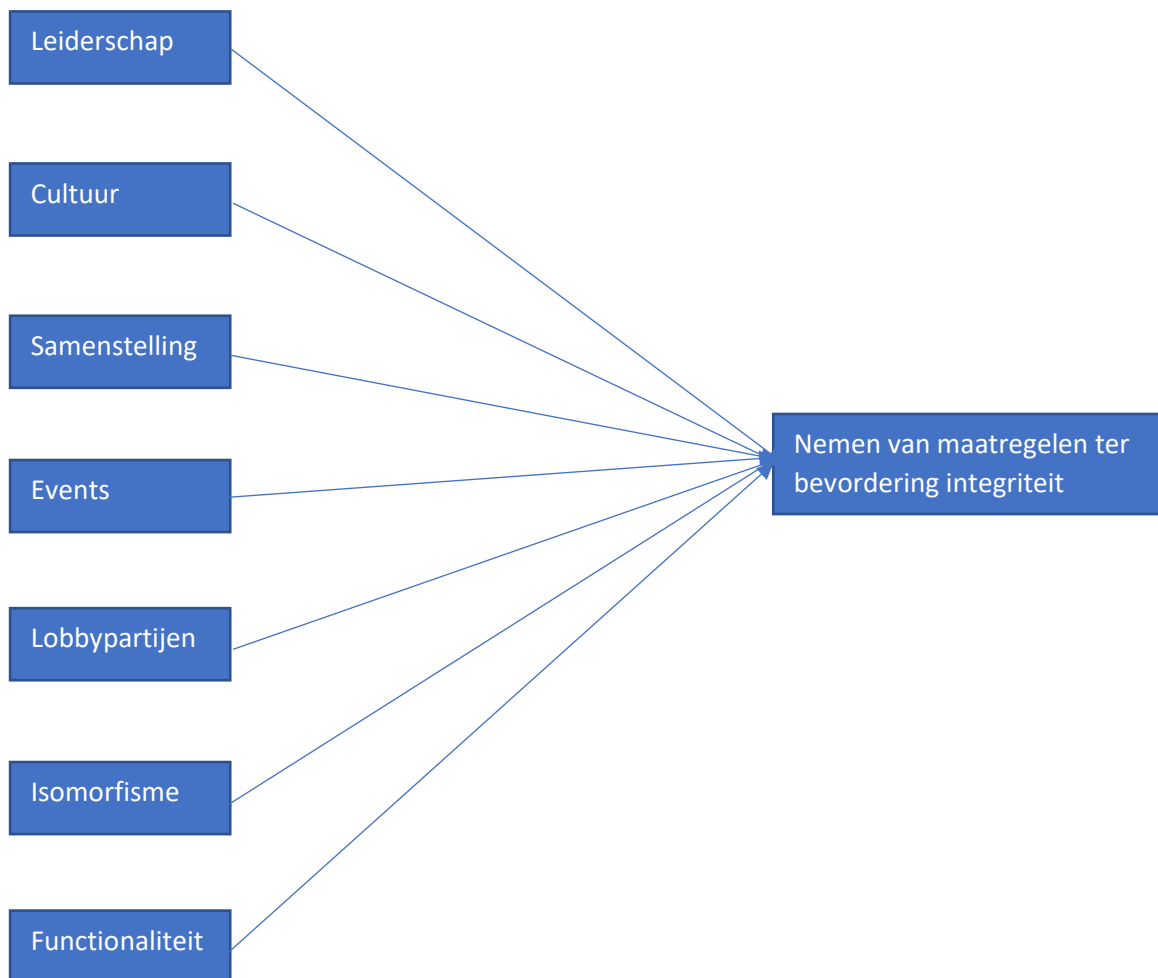 Leiderschap
Cultuur
Samenstelling
Events
Nemen van maatregelen ter
bevordering integriteit
Lobbypartijen
Isomorfisme
Functionaliteit